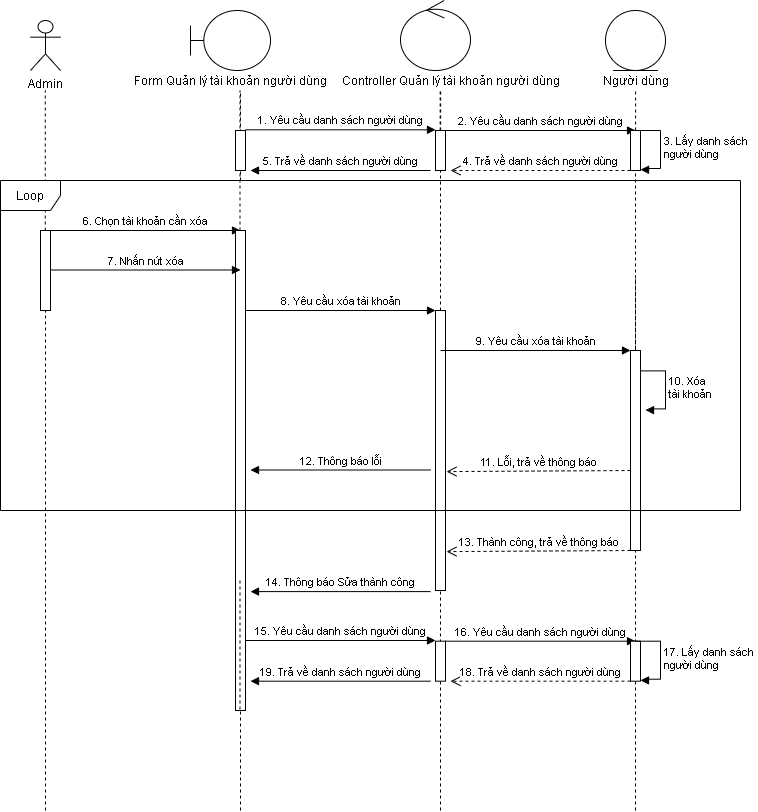 Admin
Form Quản lý tài khoản người dùng
Controller Quản lý tài khoản người dùng
Người dùng
1. Yêu cầu danh sách người dùng
2. Yêu cầu danh sách người dùng
3. Lấy danh sách
người dùng
5. Trả về danh sách người dùng
4. Trả về danh sách người dùng
Loop
6. Chọn tài khoản cần xóa
7. Nhấn nút xóa
8. Yêu cầu xóa tài khoản
9. Yêu cầu xóa tài khoản
10. Xóa
tài khoản
12. Thông báo lỗi
11. Lỗi, trả về thông báo
13. Thành công, trả về thông báo
14. Thông báo Sửa thành công
15. Yêu cầu danh sách người dùng
16. Yêu cầu danh sách người dùng
17. Lấy danh sách
người dùng
19. Trả về danh sách người dùng
18. Trả về danh sách người dùng